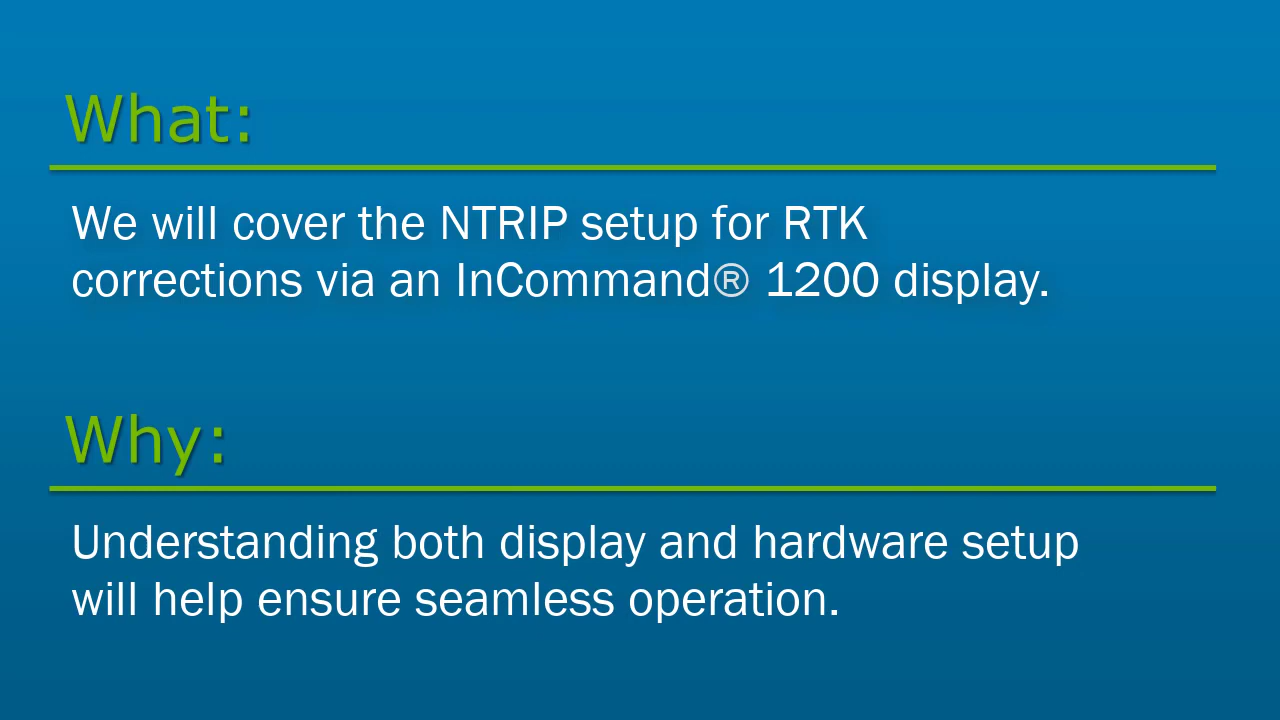 What:
We will cover the NTRIP setup for RTK
corrections via an InCommand® 1200 display.
Why:
Understanding both display and hardware setup
will help ensure seamless operation.